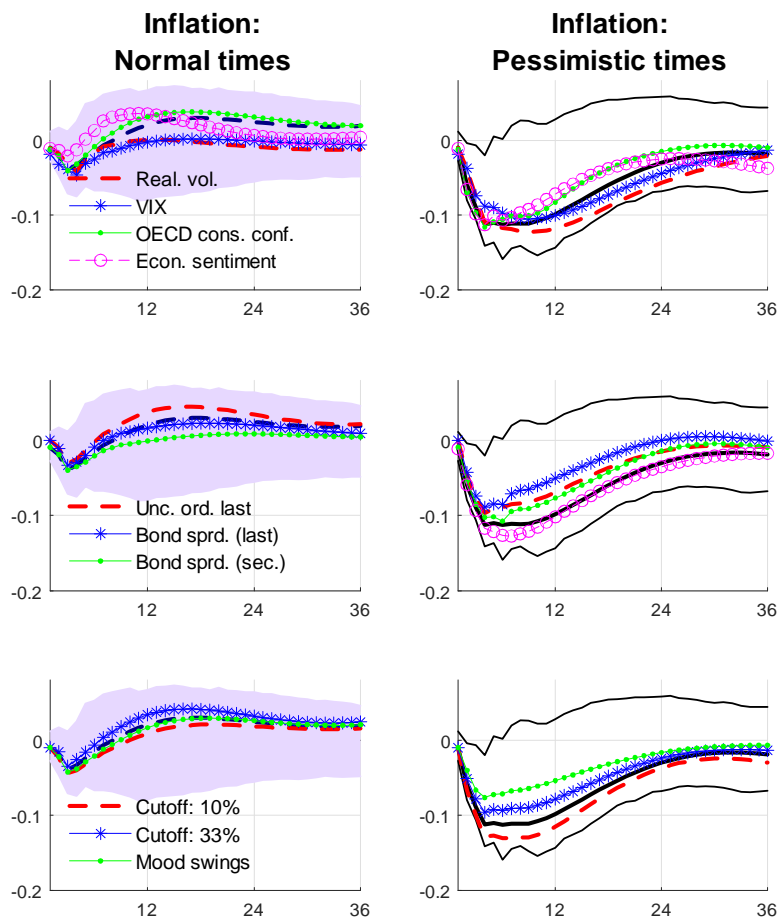 Inflation:
Normal times
Inflation:
Pessimistic times
0
-0.1
-0.2
Real. vol.
VIX
OECD cons. conf.
Econ. sentiment
12
24
36
0
-0.1
-0.2
12
24
36
0
-0.1
-0.2
Unc. ord. last
Bond sprd. (last)
Bond sprd. (sec.)
12
24
36
0
-0.1
-0.2
12
24
36
0
-0.1
-0.2
Cutoff: 10%
Cutoff: 33%
Mood swings
12
24
36
0
-0.1
-0.2
12
24
36